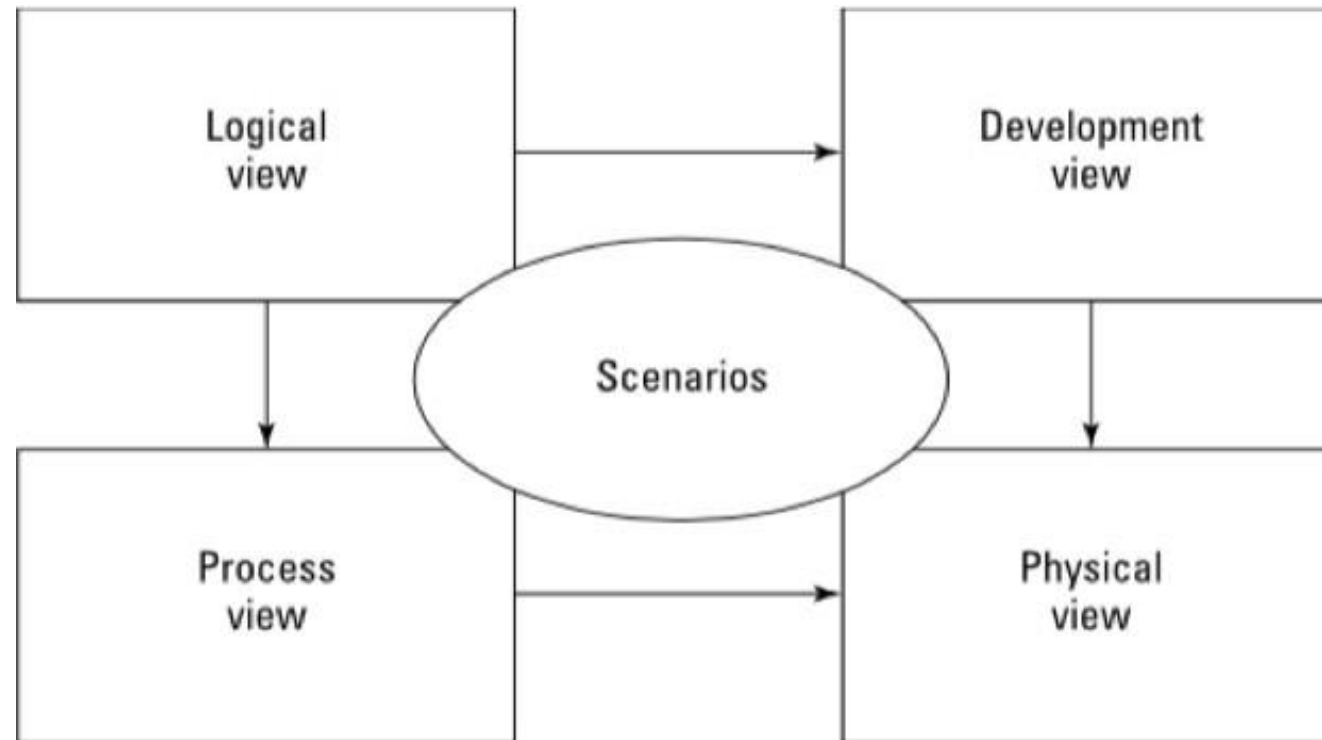 Logical
view
Development
view
Scenarios
Process
view
Physical
view